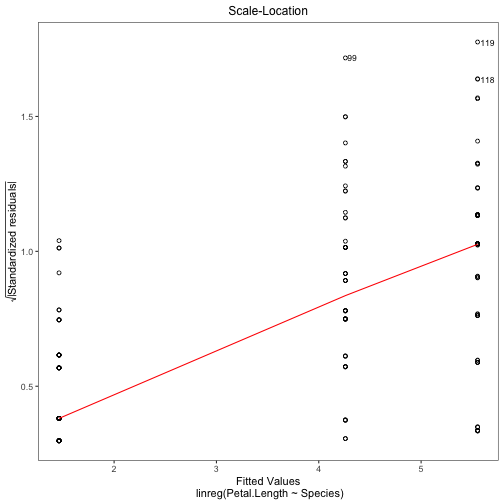 Scale-Location
√|Standardized residuals|
1.5
1.0
0.5
99
119
118
2
3
4
5
Fitted Values
linreg(Petal.Length ~ Species)